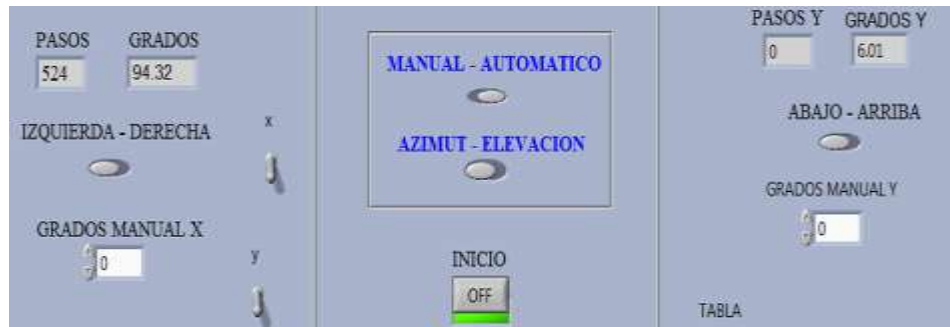 PASOS GRADOS
524 94.32
IZQUIERDA - DERECHA
x
GRADOS MANUAL X
0
y
MANUAL - AUTOMATICO
AZIMUT - ELEVACION
INICIO
OFF
PASOS Y GRADOS Y
0 6.01
ABAJO - ARRIBA
GRADOS MANUAL Y
0
TABLA